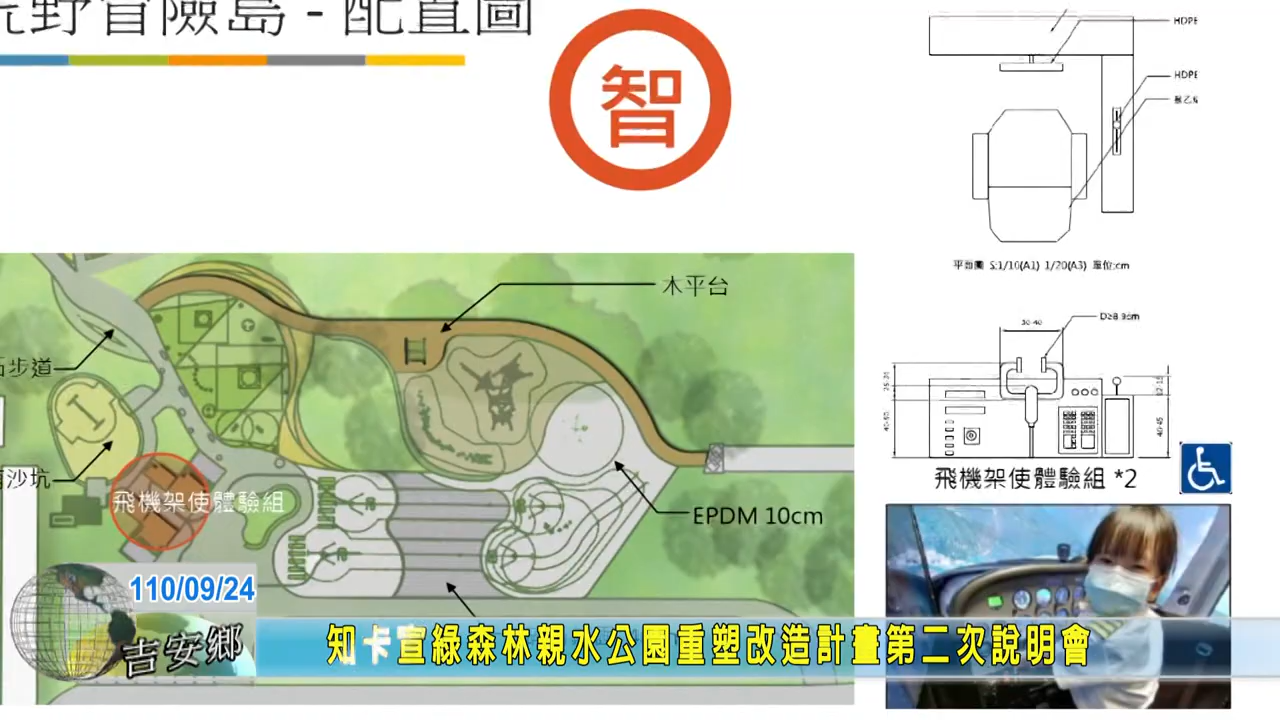 荒野冒險島 - 配置圖
智
HDPE
HDPE
平面圖 S:1/10(A1) 1/20(A3) 單位:cm
木平台
步道
沙坑
飛機架使體驗組
EPDM 10cm
30-40
40-45
飛機架使體驗組 *2
110/09/24
吉安鄉
知卡宣綠森林親水公園重塑改造計畫第二次說明會